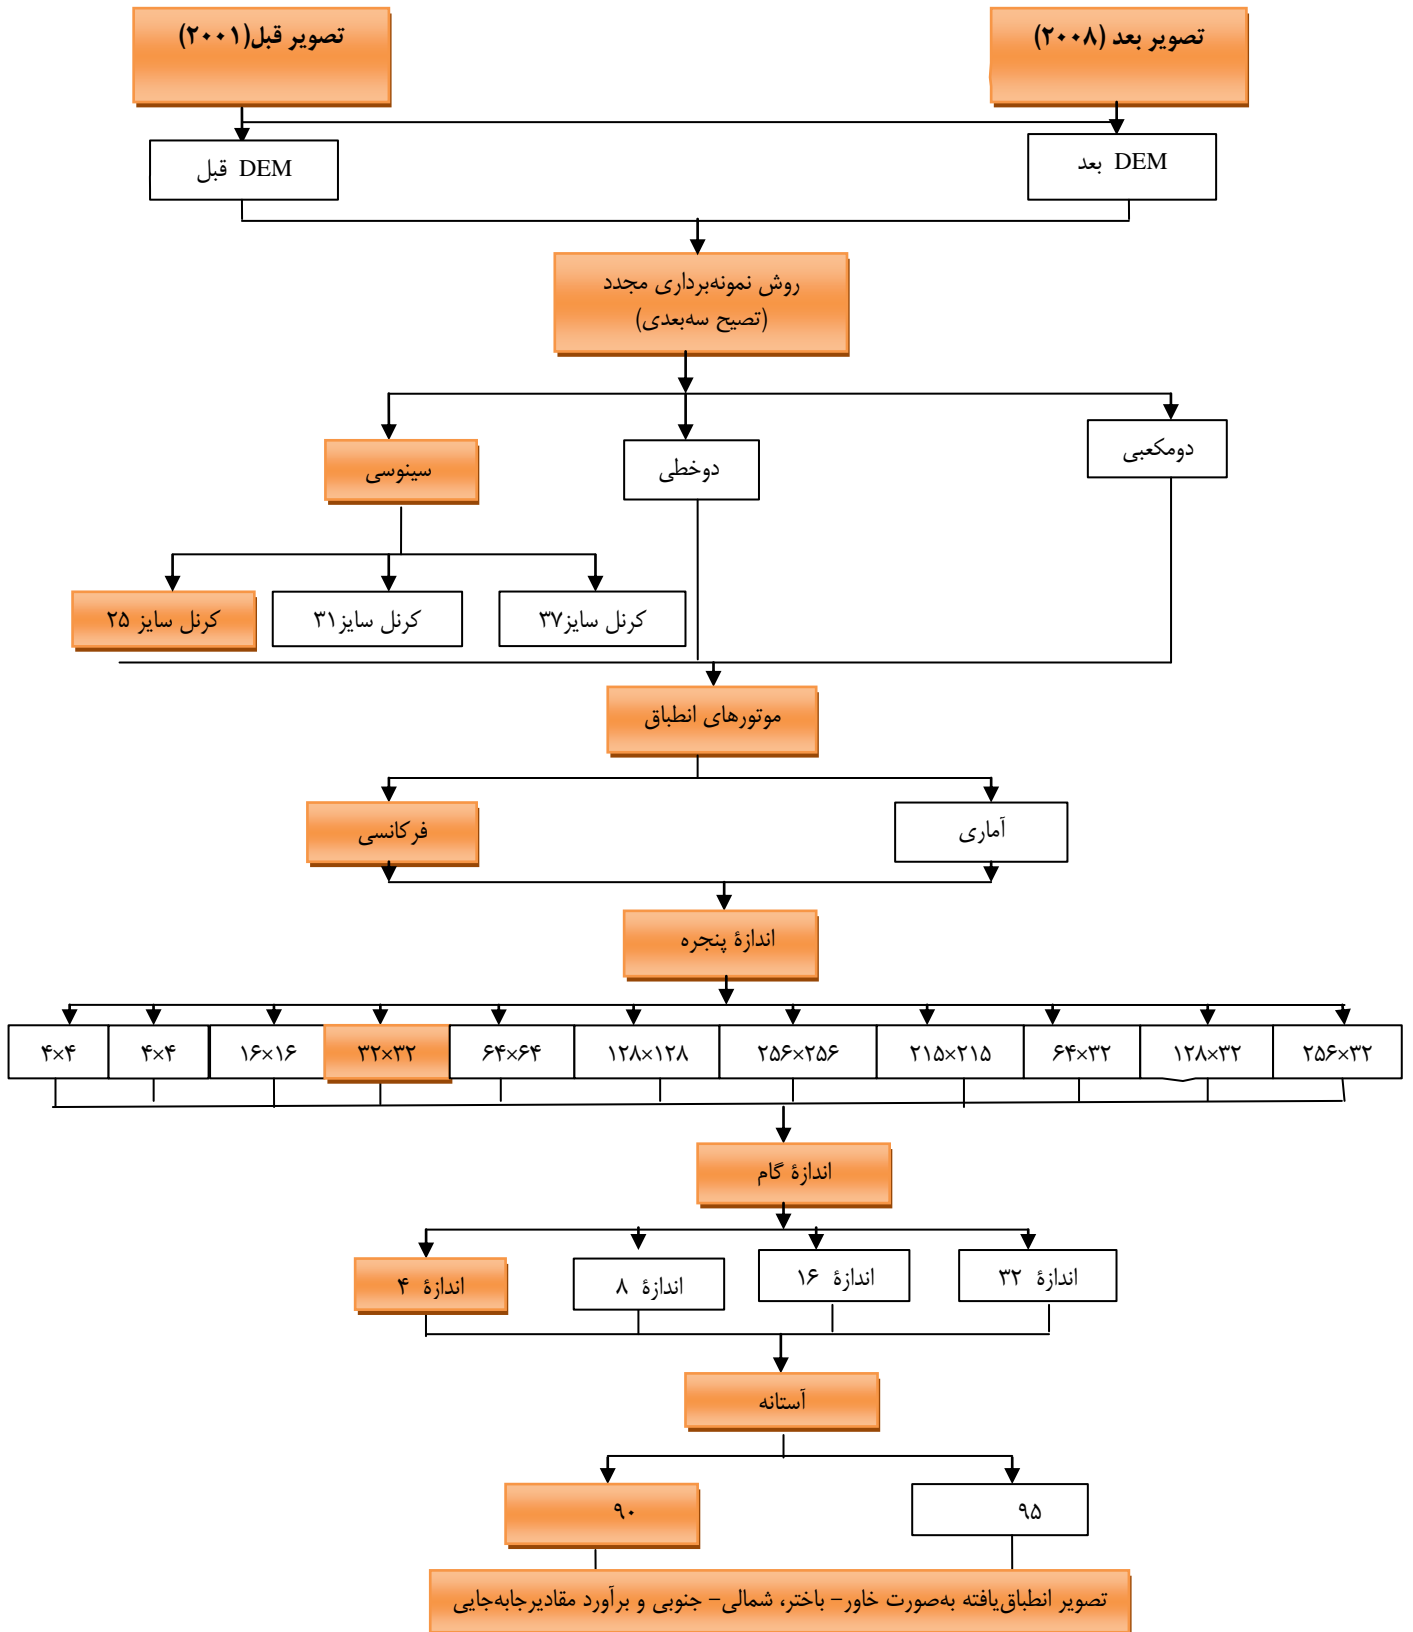 تصویر بعد (۲۰۰۸)
تصویر قبل(۲۰۰۱)
DEM بعد
DEM قبل
روش نمونه‌برداری مجدد
(تصیح سه‌بعدی)
دومکعبی
دوخطی
سینوسی
کرنل سایز۳۷
کرنل سایز۳۱
کرنل سایز ۲۵
موتورهای انطباق
آماری
فرکانسی
اندازۀ پنجره
۴×۴
۴×۴
۱۶×۱۶
۳۲×۳۲
۶۴×۶۴
۱۲۸×۱۲۸
۲۵۶×۲۵۶
۲۱۵×۲۱۵
۶۴×۳۲
۱۲۸×۳۲
۲۵۶×۳۲
اندازۀ گام
اندازۀ ۳۲
اندازۀ ۱۶
اندازۀ ۸
اندازۀ ۴
آستانه
۹۵
۹۰
تصویر انطباق‌یافته به‌صورت خاور- باختر، شمالی- جنوبی و برآورد مقادیرجابه‌جایی